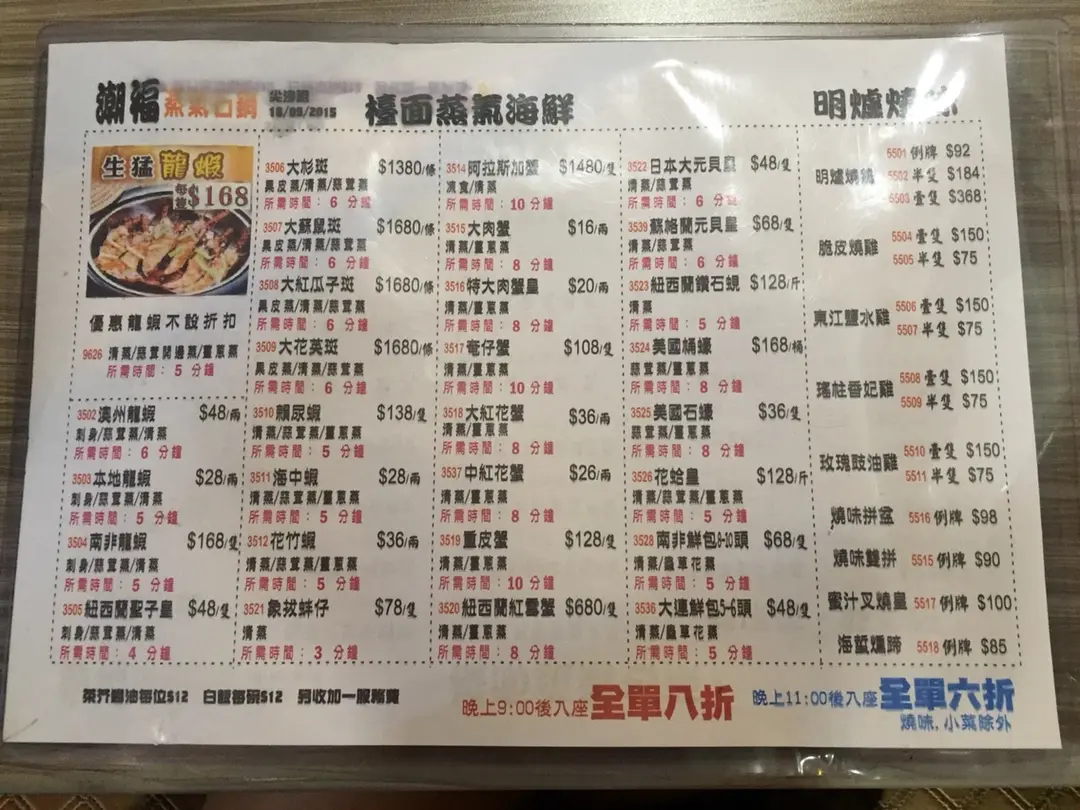 潮福 蒸氣石鍋 尖沙咀
18/09/2015
檯面蒸氣海鮮
明爐燒味
生猛龍蝦
每隻$168
優惠龍蝦不設折扣
9626 清蒸/蒜茸開邊蒸/薑蔥蒸
所需時間：5 分鐘
3502 澳州龍蝦 $48/兩
刺身/蒜茸蒸/清蒸
所需時間：6 分鐘
3503 本地龍蝦 $28/兩
刺身/蒜茸蒸/清蒸
所需時間：5 分鐘
3504 南非龍蝦 $168/隻
刺身/蒜茸蒸/清蒸
所需時間：5 分鐘
3505 紐西蘭聖子皇 $48/隻
刺身/蒜茸蒸/清蒸
所需時間：4 分鐘
3506 大杉斑 $1380/條
果皮蒸/清蒸/蒜茸蒸
所需時間：6 分鐘
3507 大蘇鼠斑 $1680/條
果皮蒸/清蒸/蒜茸蒸
所需時間：6 分鐘
3508 大紅瓜子斑 $1680/條
果皮蒸/清蒸/蒜茸蒸
所需時間：6 分鐘
3509 大花英斑 $1680/條
果皮蒸/清蒸/蒜茸蒸
所需時間：6 分鐘
3510 賴尿蝦 $138/隻
清蒸/蒜茸蒸/薑蔥蒸
所需時間：5 分鐘
3511 海中蝦 $28/兩
清蒸/蒜茸蒸/薑蔥蒸
所需時間：5 分鐘
3512 花竹蝦 $36/兩
清蒸/蒜茸蒸/薑蔥蒸
所需時間：5 分鐘
3521 象拔蚌仔 $78/隻
清蒸
所需時間：3 分鐘
3514 阿拉斯加蟹 $1480/隻
凍食/清蒸
所需時間：10 分鐘
3515 大肉蟹 $16/兩
清蒸/薑蔥蒸
所需時間：8 分鐘
3516 特大肉蟹皇 $20/兩
清蒸/薑蔥蒸
所需時間：8 分鐘
3517 奄仔蟹 $108/隻
清蒸/薑蔥蒸
所需時間：10 分鐘
3518 大紅花蟹 $36/兩
清蒸/薑蔥蒸
所需時間：8 分鐘
3537 中紅花蟹 $26/兩
清蒸/薑蔥蒸
所需時間：8 分鐘
3519 重皮蟹 $128/隻
清蒸/薑蔥蒸
所需時間：10 分鐘
3520 紐西蘭紅雪蟹 $680/隻
清蒸/薑蔥蒸
所需時間：8 分鐘
3522 日本大元貝皇 $48/隻
清蒸/蒜茸蒸
所需時間：6 分鐘
3539 蘇格蘭元貝皇 $68/隻
清蒸/蒜茸蒸
所需時間：6 分鐘
3523 紐西蘭鑽石蜆 $128/斤
清蒸
所需時間：5 分鐘
3524 美國桶蠔 $168/桶
蒜茸蒸/薑蔥蒸
所需時間：8 分鐘
3525 美國石蠔 $36/隻
蒜茸蒸/薑蔥蒸
所需時間：8 分鐘
3526 花蛤皇 $128/斤
清蒸/蒜茸蒸/薑蔥蒸
所需時間：5 分鐘
3528 南非鮮包8-10頭 $68/隻
清蒸/蟲草花蒸
所需時間：5 分鐘
3536 大連鮮包5-6頭 $48/隻
清蒸/蟲草花蒸
所需時間：5 分鐘
5501 例牌 $92
明爐燒鵝 5502 半隻 $184
5503 壹隻 $368
脆皮燒雞 5504 壹隻 $150
5505 半隻 $75
東江鹽水雞 5506 壹隻 $150
5507 半隻 $75
瑤柱香妃雞 5508 壹隻 $150
5509 半隻 $75
玫瑰豉油雞 5510 壹隻 $150
5511 半隻 $75
燒味拼盆 5516 例牌 $98
燒味雙拼 5515 例牌 $90
蜜汁叉燒皇 5517 例牌 $100
海蜇燻蹄 5518 例牌 $85
茶芥醬油每位$12 白飯每碗$12 另收加一服務費
晚上9:00後入座全單八折
晚上11:00後入座全單六折
燒味,小菜除外